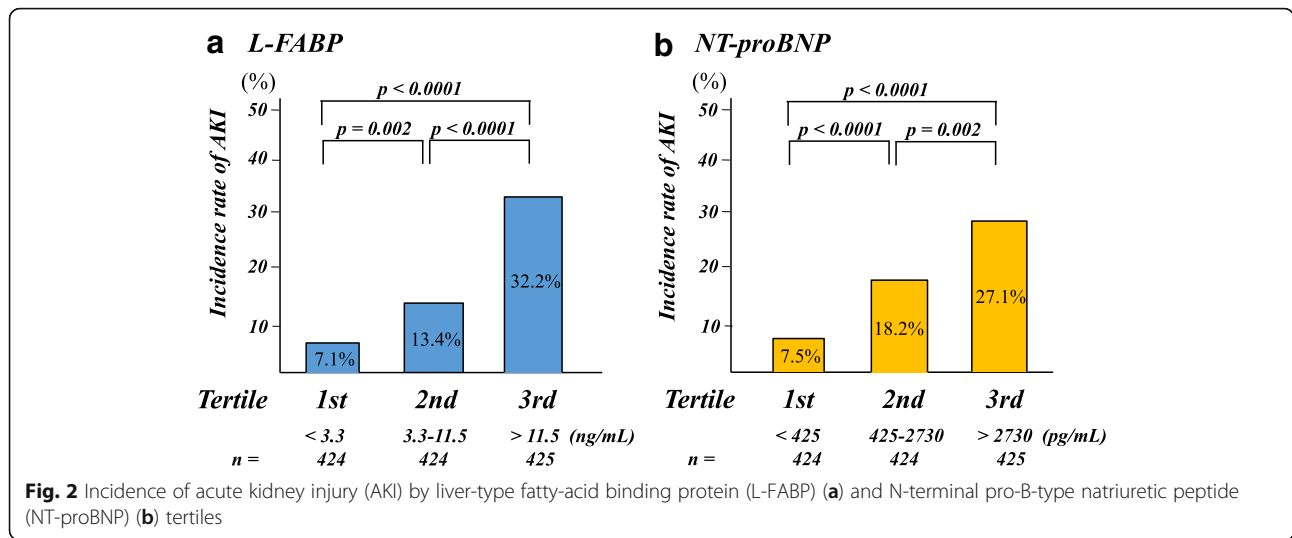 a L-FABP
(%)
Incidence rate of AKI
50
40
30
20
10
p < 0.0001
p = 0.002 p < 0.0001
7.1%
13.4%
32.2%
Tertile 1st 2nd 3rd
< 3.3 3.3-11.5 > 11.5 (ng/mL)
n = 424 424 425
b NT-proBNP
(%)
Incidence rate of AKI
50
40
30
20
10
p < 0.0001
p < 0.0001 p = 0.002
7.5%
18.2%
27.1%
Tertile 1st 2nd 3rd
< 425 425-2730 > 2730 (pg/mL)
n = 424 424 425
Fig. 2 Incidence of acute kidney injury (AKI) by liver-type fatty-acid binding protein (L-FABP) (a) and N-terminal pro-B-type natriuretic peptide
(NT-proBNP) (b) tertiles